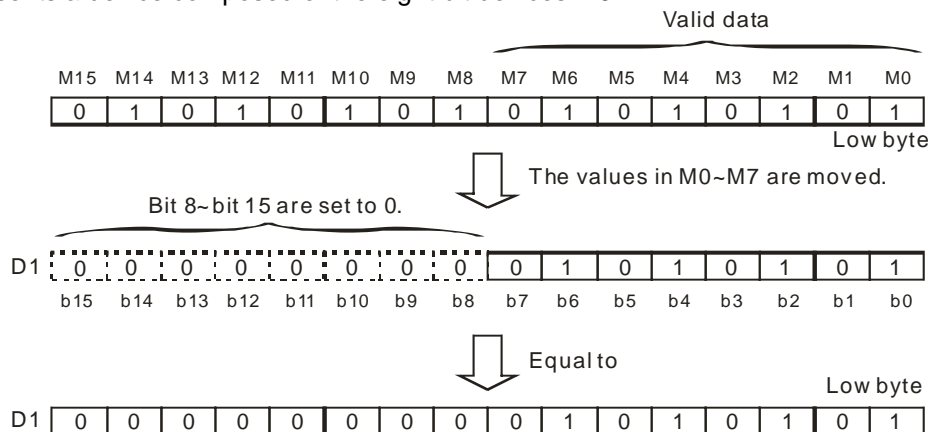 Valid data
M15 M14 M13 M12 M11 M10 M9 M8 M7 M6 M5 M4 M3 M2 M1 M0
0 1 0 1 0 1 0 1 0 1 0 1 0 1 0 1
Low byte
The values in M0~M7 are moved.
Bit 8~bit 15 are set to 0.
D1 0 0 0 0 0 0 0 0 0 1 0 1 0 1 0 1
b15 b14 b13 b12 b11 b10 b9 b8 b7 b6 b5 b4 b3 b2 b1 b0
Equal to
Low byte
D1 0 0 0 0 0 0 0 0 0 1 0 1 0 1 0 1